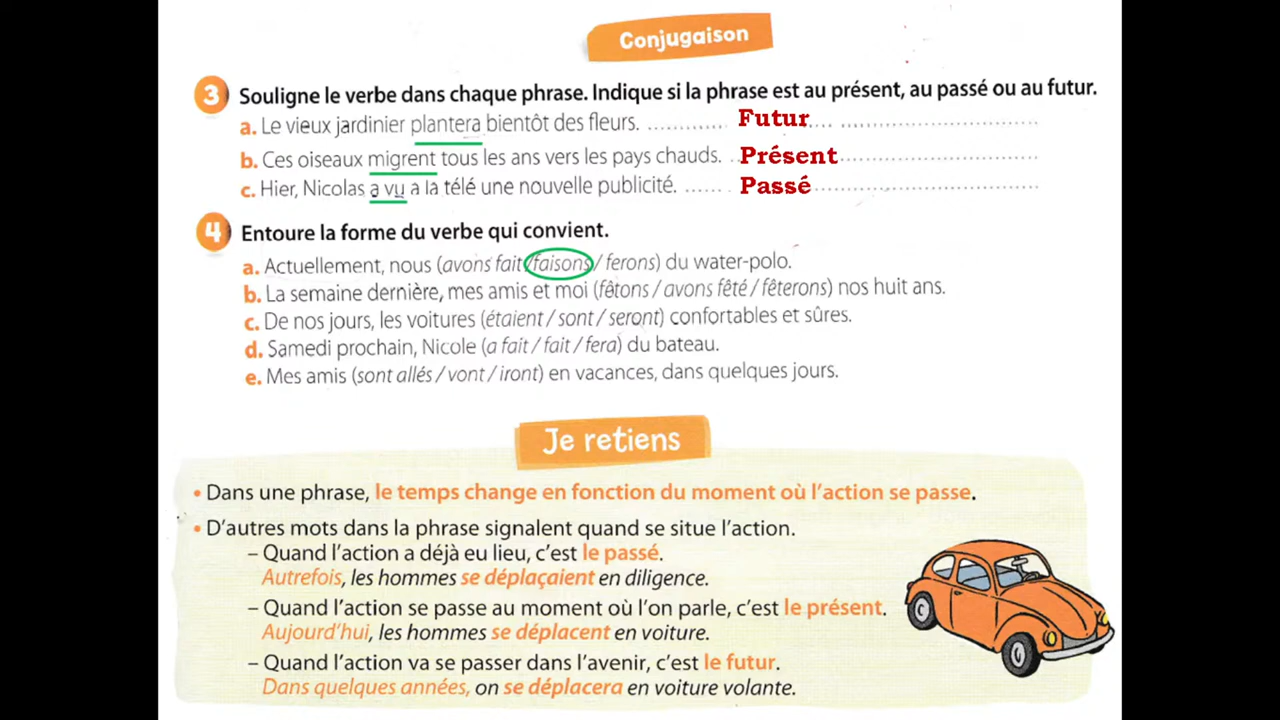 Conjugaison
3 Souligne le verbe dans chaque phrase. Indique si la phrase est au présent, au passé ou au futur.
a. Le vieux jardinier plantera bientôt des fleurs. ............ Futur.... ........................................
b. Ces oiseaux migrent tous les ans vers les pays chauds. .. Présent........................................
c. Hier, Nicolas a vu a la télé une nouvelle publicité. ...... Passé........................................
4 Entoure la forme du verbe qui convient.
a. Actuellement, nous (avons fait/faisons/ ferons) du water-polo.
b. La semaine dernière, mes amis et moi (fêtons / avons fêté / fêterons) nos huit ans.
c. De nos jours, les voitures (étaient / sont / seront) confortables et sûres.
d. Samedi prochain, Nicole (a fait / fait / fera) du bateau.
e. Mes amis (sont allés / vont / iront) en vacances, dans quelques jours.
Je retiens
• Dans une phrase, le temps change en fonction du moment où l'action se passe.
• D'autres mots dans la phrase signalent quand se situe l'action.
– Quand l'action a déjà eu lieu, c'est le passé.
Autrefois, les hommes se déplaçaient en diligence.
– Quand l'action se passe au moment où l'on parle, c'est le présent.
Aujourd'hui, les hommes se déplacent en voiture.
– Quand l'action va se passer dans l'avenir, c'est le futur.
Dans quelques années, on se déplacera en voiture volante.